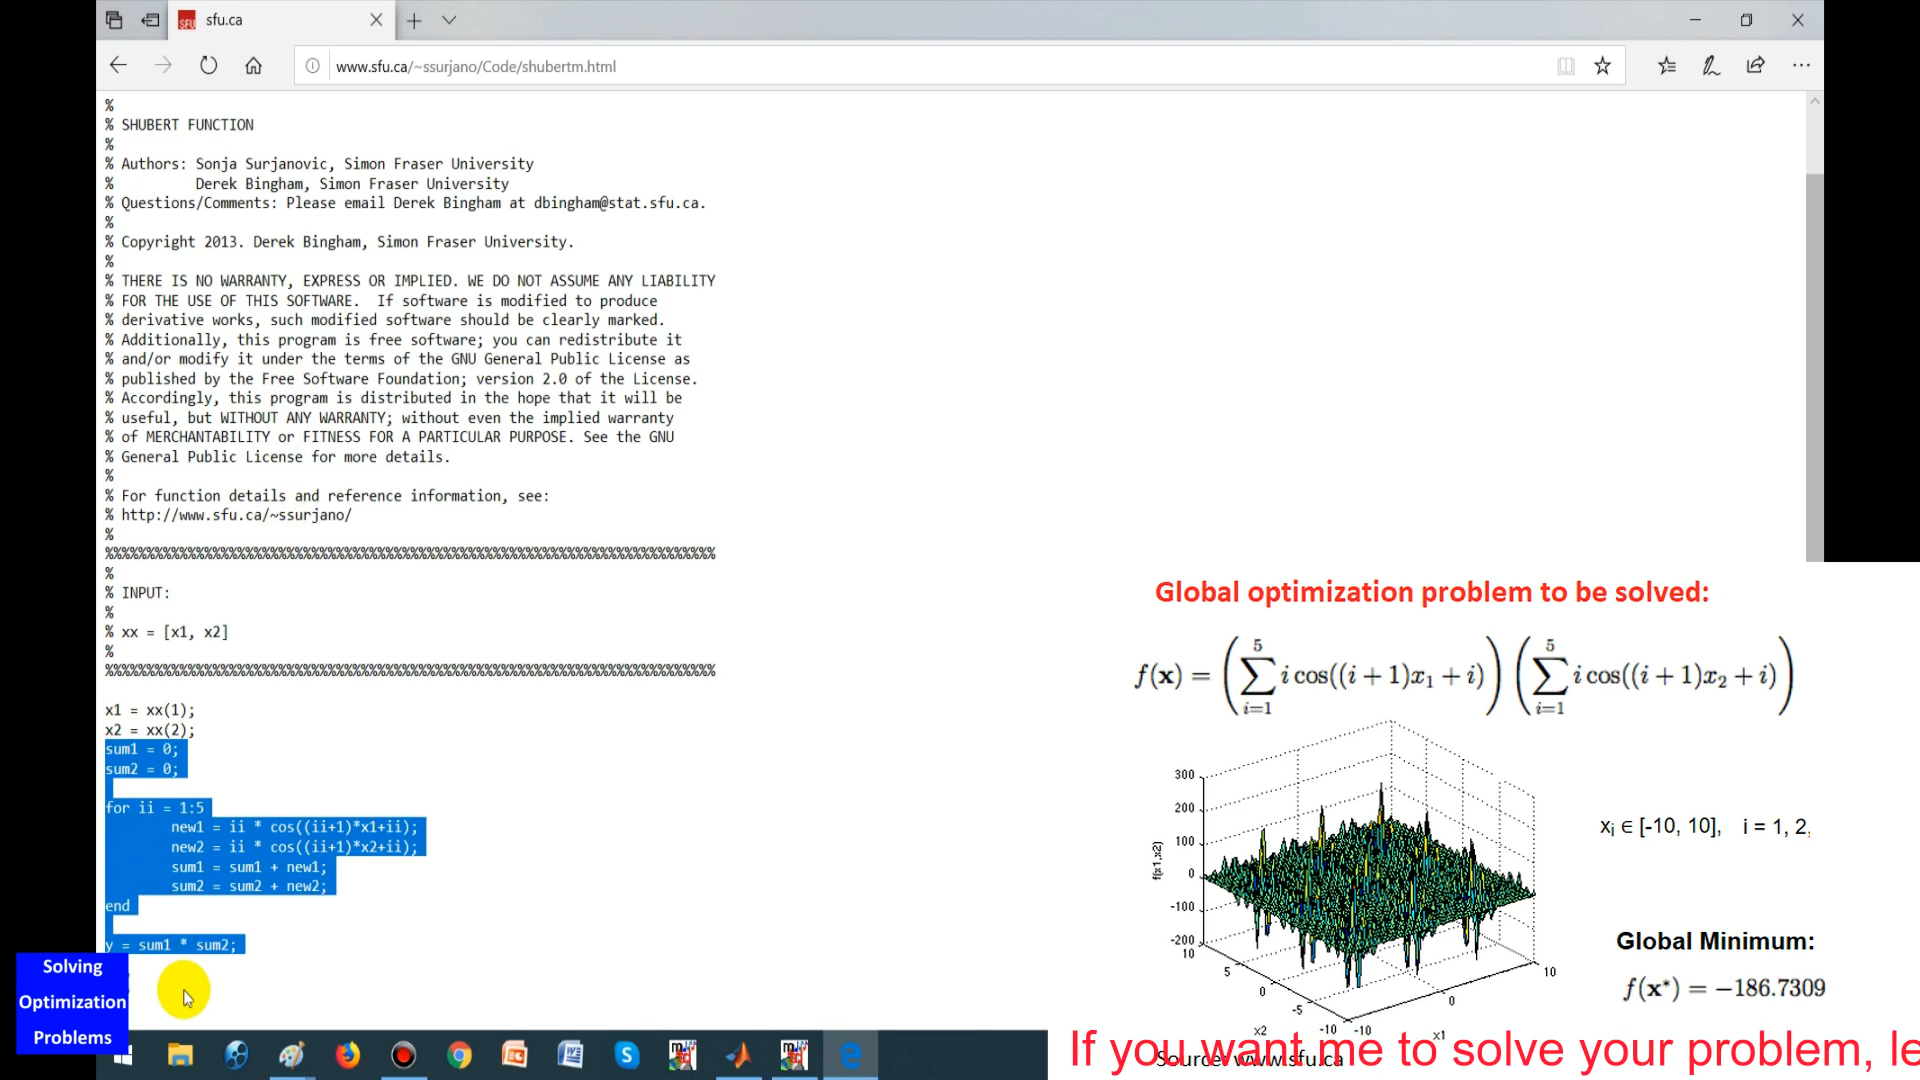 sfu.ca
www.sfu.ca/~ssurjano/Code/shubertm.html
%
% SHUBERT FUNCTION
%
% Authors: Sonja Surjanovic, Simon Fraser University
% Derek Bingham, Simon Fraser University
% Questions/Comments: Please email Derek Bingham at dbingham@stat.sfu.ca.
%
% Copyright 2013. Derek Bingham, Simon Fraser University.
%
% THERE IS NO WARRANTY, EXPRESS OR IMPLIED. WE DO NOT ASSUME ANY LIABILITY
% FOR THE USE OF THIS SOFTWARE. If software is modified to produce
% derivative works, such modified software should be clearly marked.
% Additionally, this program is free software; you can redistribute it
% and/or modify it under the terms of the GNU General Public License as
% published by the Free Software Foundation; version 2.0 of the License.
% Accordingly, this program is distributed in the hope that it will be
% useful, but WITHOUT ANY WARRANTY; without even the implied warranty
% of MERCHANTABILITY or FITNESS FOR A PARTICULAR PURPOSE. See the GNU
% General Public License for more details.
%
% For function details and reference information, see:
% http://www.sfu.ca/~ssurjano/
%
%%%%%%%%%%%%%%%%%%%%%%%%%%%%%%%%%%%%%%%%%%%%%%%%%%%%%%%%%%%%%%%%%%%%%%%%%%%%
%
% INPUT:
%
% xx = [x1, x2]
%
%%%%%%%%%%%%%%%%%%%%%%%%%%%%%%%%%%%%%%%%%%%%%%%%%%%%%%%%%%%%%%%%%%%%%%%%%%%%
x1 = xx(1);
x2 = xx(2);
sum1 = 0;
sum2 = 0;
for ii = 1:5
new1 = ii * cos((ii+1)*x1+ii);
new2 = ii * cos((ii+1)*x2+ii);
sum1 = sum1 + new1;
sum2 = sum2 + new2;
end
y = sum1 * sum2;
Solving
Optimization
Problems
Global optimization problem to be solved:
f(x) = (∑_{i=1}^{5} i cos((i + 1)x₁ + i)) (∑_{i=1}^{5} i cos((i + 1)x₂ + i))
300
200
100
0
-100
-200
f(x1,x2)
10
5
0
-5
-10
x2
-10
0
10
x1
xᵢ ∈ [-10, 10], i = 1, 2,
Global Minimum:
f(x*) = −186.7309
Source: www.sfu.ca
If you want me to solve your problem, le